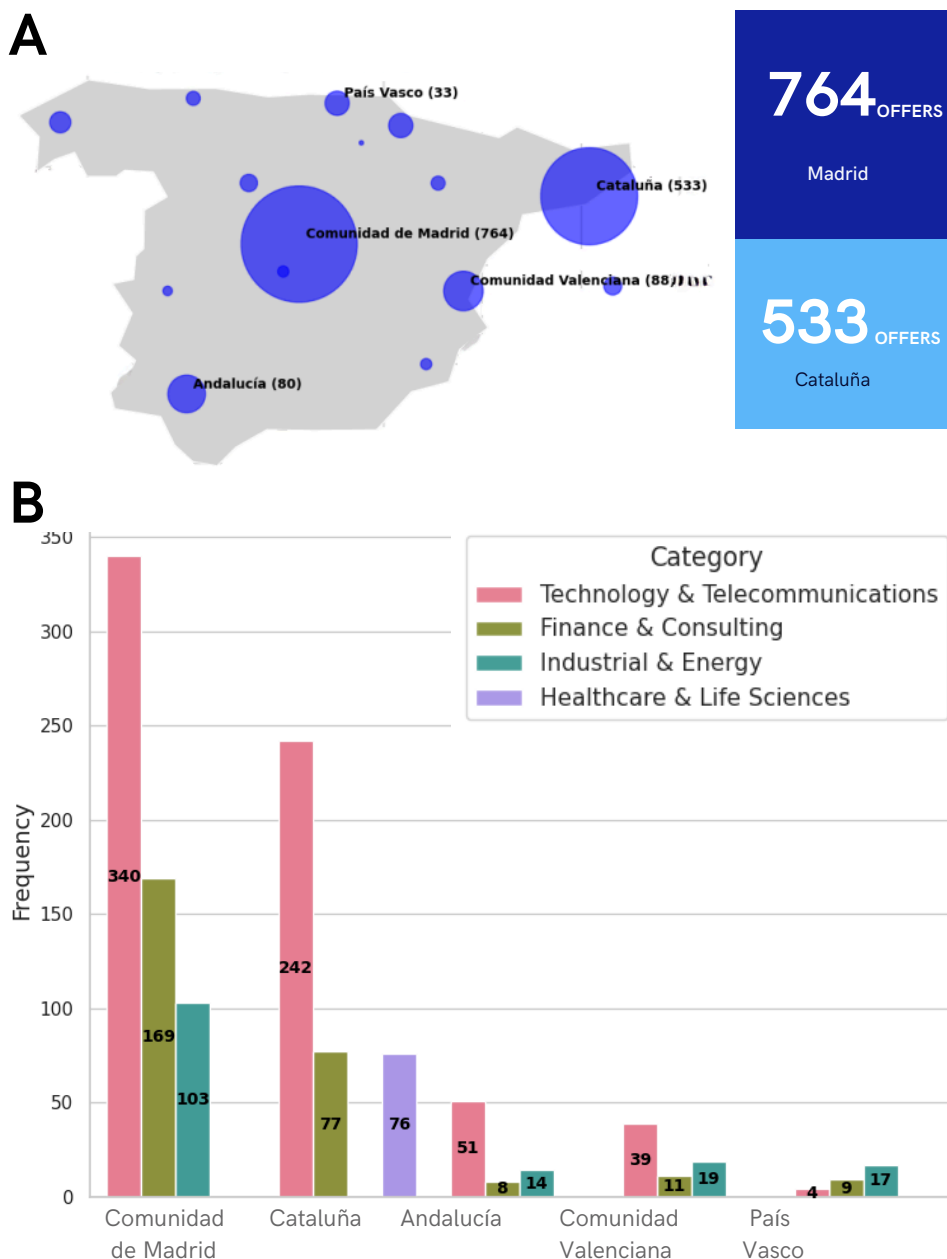 A
País Vasco (33)
Cataluña (533)
Comunidad de Madrid (764)
Comunidad Valenciana (88)
Andalucía (80)
764 OFFERS
Madrid
533 OFFERS
Cataluña
B
Frequency
350
300
250
200
150
100
50
0
Category
Technology & Telecommunications
Finance & Consulting
Industrial & Energy
Healthcare & Life Sciences
340
169
103
242
77
76
51
8
14
39
11
19
4
9
17
Comunidad
de Madrid
Cataluña
Andalucía
Comunidad
Valenciana
País
Vasco